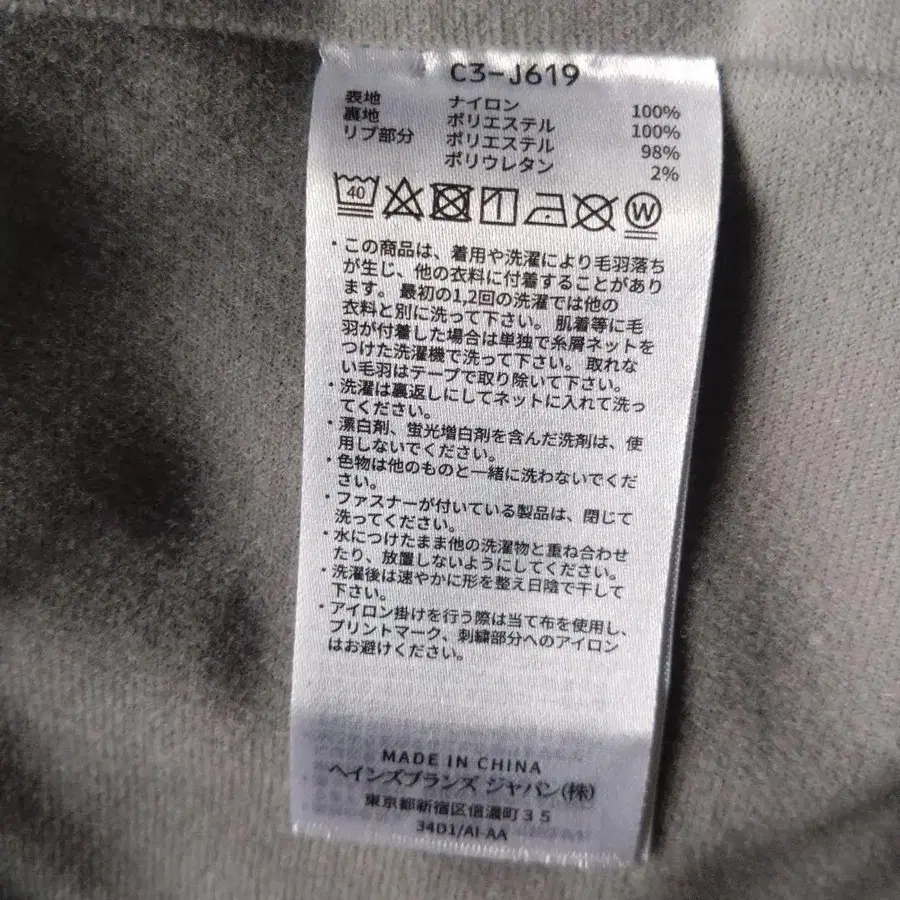 C3-J619
表地 ナイロン 100%
裏地 ポリエステル 100%
リブ部分 ポリエステル 98%
ポリウレタン 2%
40
W
・この商品は、着用や洗濯により毛羽落ち
が生じ、他の衣料に付着することがあり
ます。 最初の1,2回の洗濯では他の
衣料と別に洗って下さい。 肌着等に毛
羽が付着した場合は単独で糸屑ネットを
つけた洗濯機で洗って下さい。 取れな
い毛羽はテープで取り除いて下さい。
・洗濯は裏返しにしてネットに入れて洗っ
てください。
・漂白剤、蛍光増白剤を含んだ洗剤は、使
用しないでください。
・色物は他のものと一緒に洗わないでくだ
さい。
・ファスナーが付いている製品は、閉じて
洗ってください。
・水につけたまま他の洗濯物と重ね合わせ
たり、放置しないようにしてください。
・洗濯後は速やかに形を整え日陰で干して
下さい。
・アイロン掛けを行う際は当て布を使用し、
プリントマーク、刺繍部分へのアイロン
はお避けください。
MADE IN CHINA
ヘインズブランズ ジャパン(株)
東京都新宿区信濃町35
34D1/AI-AA